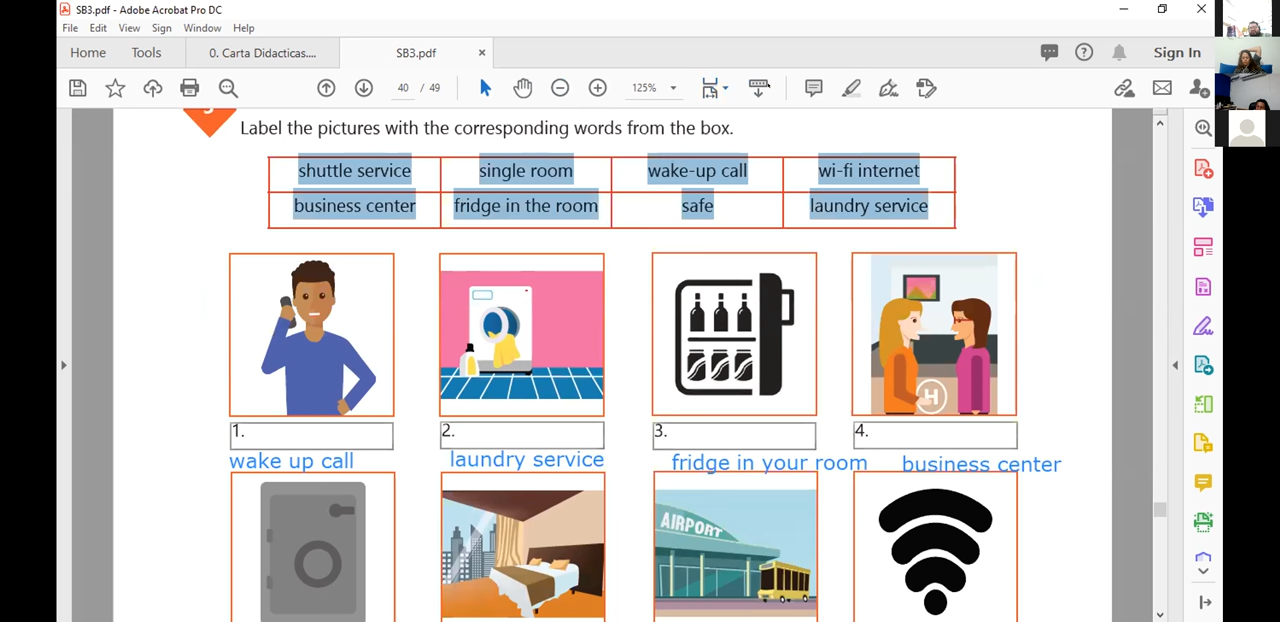 SB3.pdf - Adobe Acrobat Pro DC
File Edit View Sign Window Help
Home Tools 0. Carta Didacticas.... SB3.pdf × Sign In
40 / 49 125%
Label the pictures with the corresponding words from the box.
shuttle service single room wake-up call wi-fi internet
business center fridge in the room safe laundry service
1. 2. 3. 4.
wake up call laundry service fridge in your room business center
AIRPORT